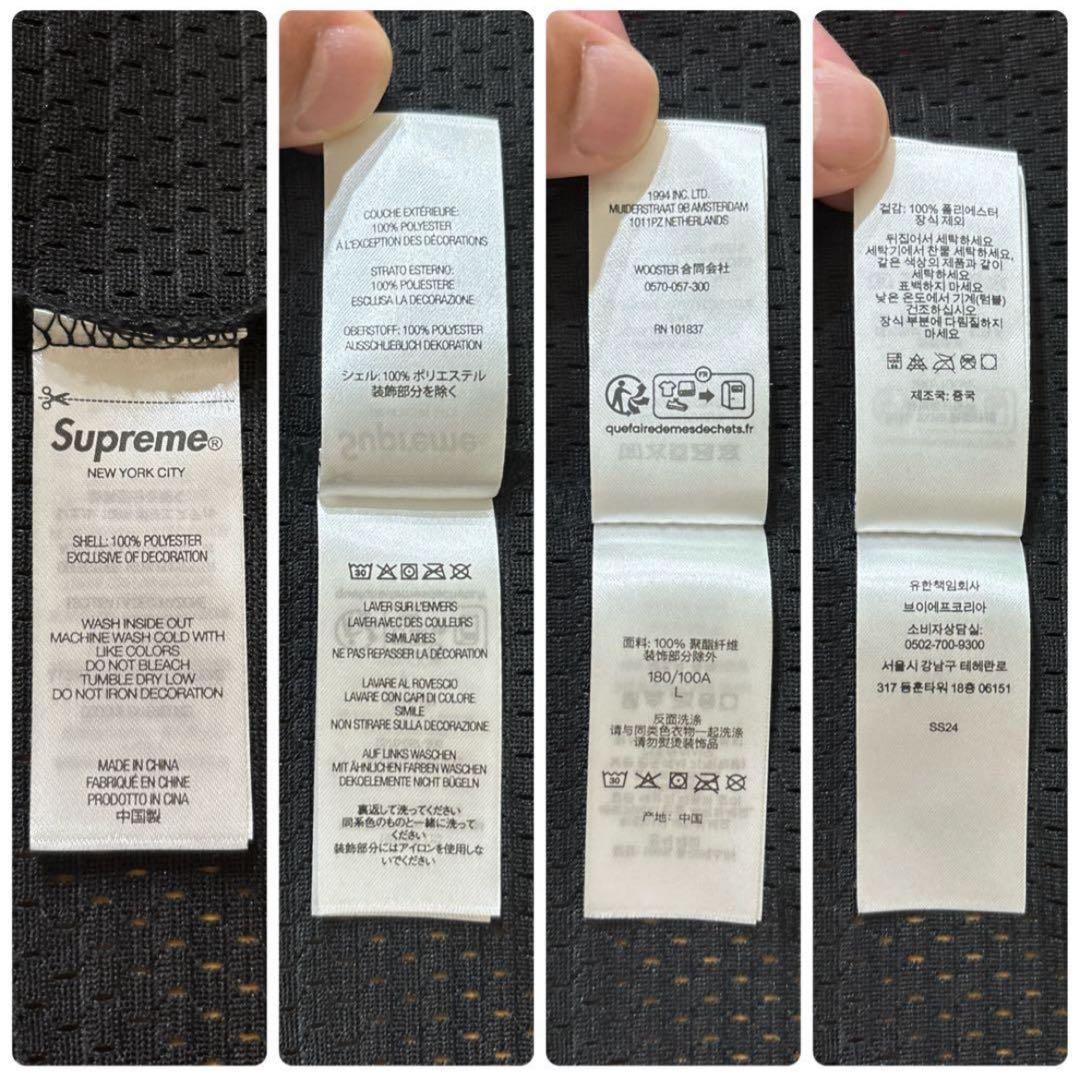 Supreme®
NEW YORK CITY
SHELL: 100% POLYESTER
EXCLUSIVE OF DECORATION
WASH INSIDE OUT
MACHINE WASH COLD WITH
LIKE COLORS
DO NOT BLEACH
TUMBLE DRY LOW
DO NOT IRON DECORATION
MADE IN CHINA
FABRIQUÉ EN CHINE
PRODOTTO IN CINA
中国製
COUCHE EXTÉRIEURE:
100% POLYESTER
À L'EXCEPTION DES DÉCORATIONS
STRATO ESTERNO:
100% POLIESTERE
ESCLUSA LA DECORAZIONE
OBERSTOFF: 100% POLYESTER
AUSSCHLIEBLICH DEKORATION
シェル: 100% ポリエステル
装飾部分を除く
30
LAVER SUR L'ENVERS
LAVER AVEC DES COULEURS
SIMILAIRES
NE PAS REPASSER LA DÉCORATION
LAVARE AL ROVESCIO
LAVARE CON CAPI DI COLORE
SIMILE
NON STIRARE SULLA DECORAZIONE
AUF LINKS WASCHEN
MIT ÄHNLICHEN FARBEN WASCHEN
DEKOELEMENTE NICHT BÜGELN
裏返して洗ってください
同系色のものと一緒に洗って
ください
装飾部分にはアイロンを使用しな
いでください
1994 INC. LTD.
MUIDERSTRAAT 9B AMSTERDAM
1011PZ NETHERLANDS
WOOSTER 合同会社
0570-057-300
RN 101837
FR
quefairedemesdechets.fr
面料: 100% 聚酯纤维
装饰部分除外
180/100A
L
反面洗涤
请与同类色衣物一起洗涤
请勿熨烫装饰品
30
产地: 中国
겉감: 100% 폴리에스터
장식 제외
뒤집어서 세탁하세요
세탁기에서 찬물 세탁하세요,
같은 색상의 제품과 같이
세탁하세요
표백하지 마세요
낮은 온도에서 기계(텀블)
건조하십시오
장식 부분에 다림질하지
마세요
제조국: 중국
유한책임회사
브이에프코리아
소비자상담실:
0502-700-9300
서울시 강남구 테헤란로
317 동훈타워 18층 06151
SS24